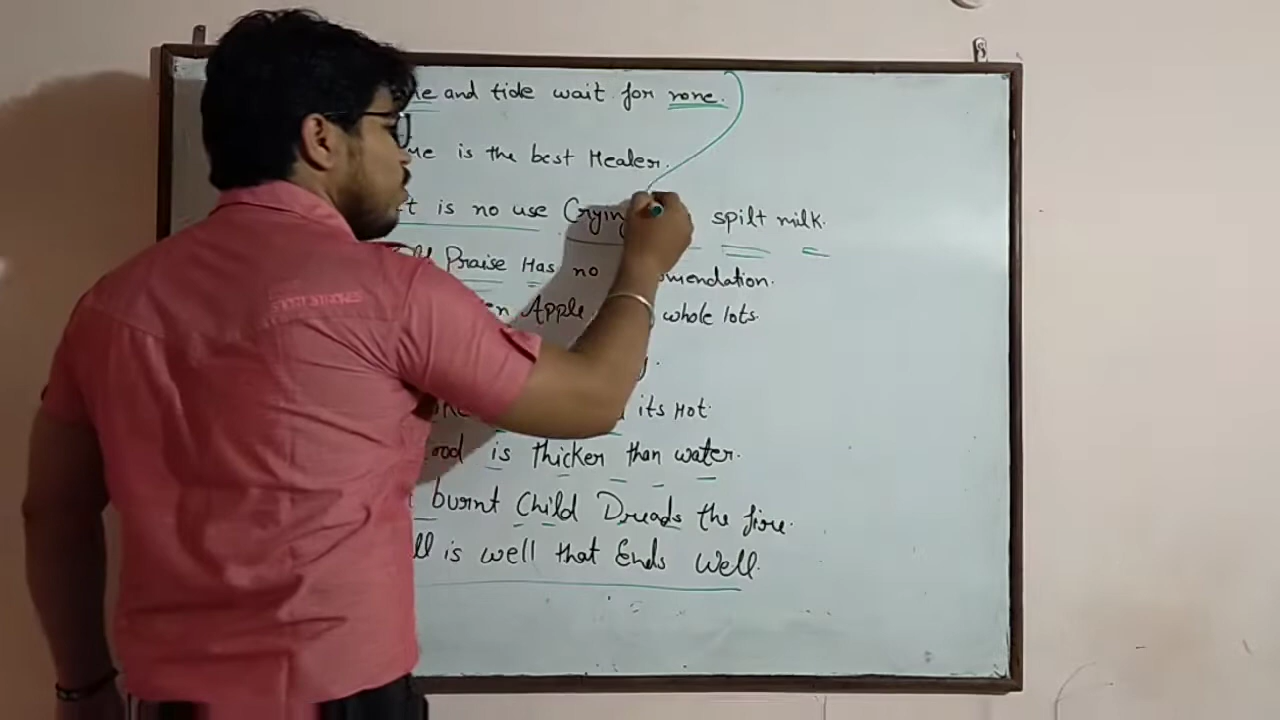 and tide wait for none.
is the best Healer.
is no use Crying spilt milk.
Praise Has no
Apple whole lots.
its Hot.
is thicker than water.
burnt Child Dreads the fire.
is well that Ends Well.